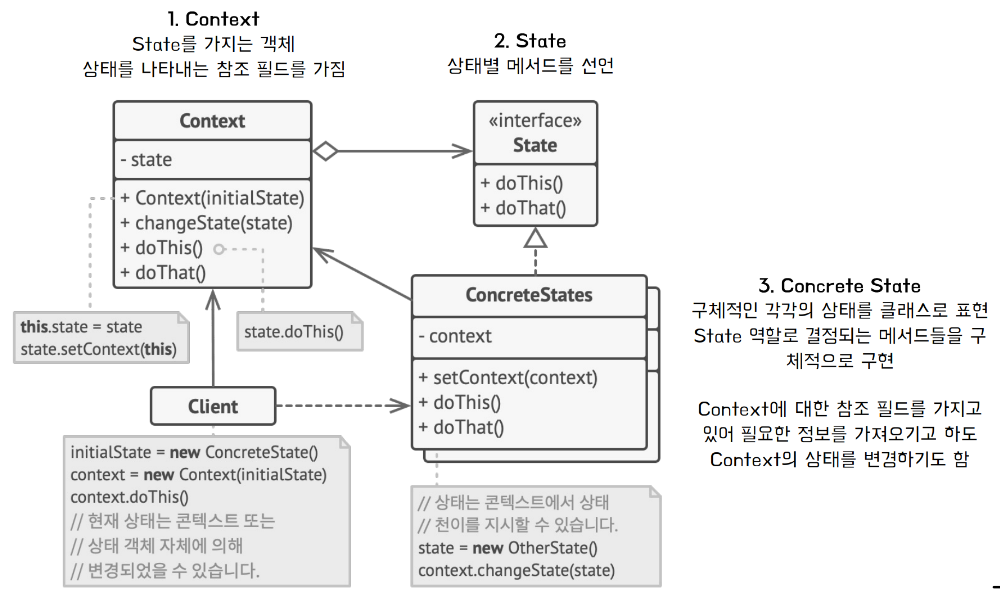 1. Context
State를 가지는 객체
상태를 나타내는 참조 필드를 가짐
2. State
상태별 메서드를 선언
Context
- state
+ Context(initialState)
+ changeState(state)
+ doThis()
+ doThat()
«interface»
State
+ doThis()
+ doThat()
this.state = state
state.setContext(this)
state.doThis()
ConcreteStates
- context
+ setContext(context)
+ doThis()
+ doThat()
3. Concrete State
구체적인 각각의 상태를 클래스로 표현
State 역할로 결정되는 메서드들을 구
체적으로 구현
Context에 대한 참조 필드를 가지고
있어 필요한 정보를 가져오기고 하도
Context의 상태를 변경하기도 함
Client
initialState = new ConcreteState()
context = new Context(initialState)
context.doThis()
// 현재 상태는 콘텍스트 또는
// 상태 객체 자체에 의해
// 변경되었을 수 있습니다.
// 상태는 콘텍스트에서 상태
// 천이를 지시할 수 있습니다.
state = new OtherState()
context.changeState(state)